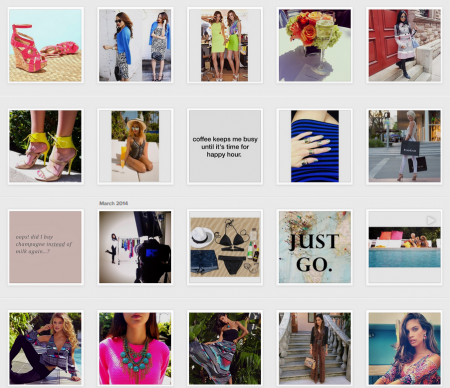 coffee keeps me busy
until it's time for
happy hour.
oops! did I buy
champagne instead of
milk again...?
March 2014
JUST
GO.